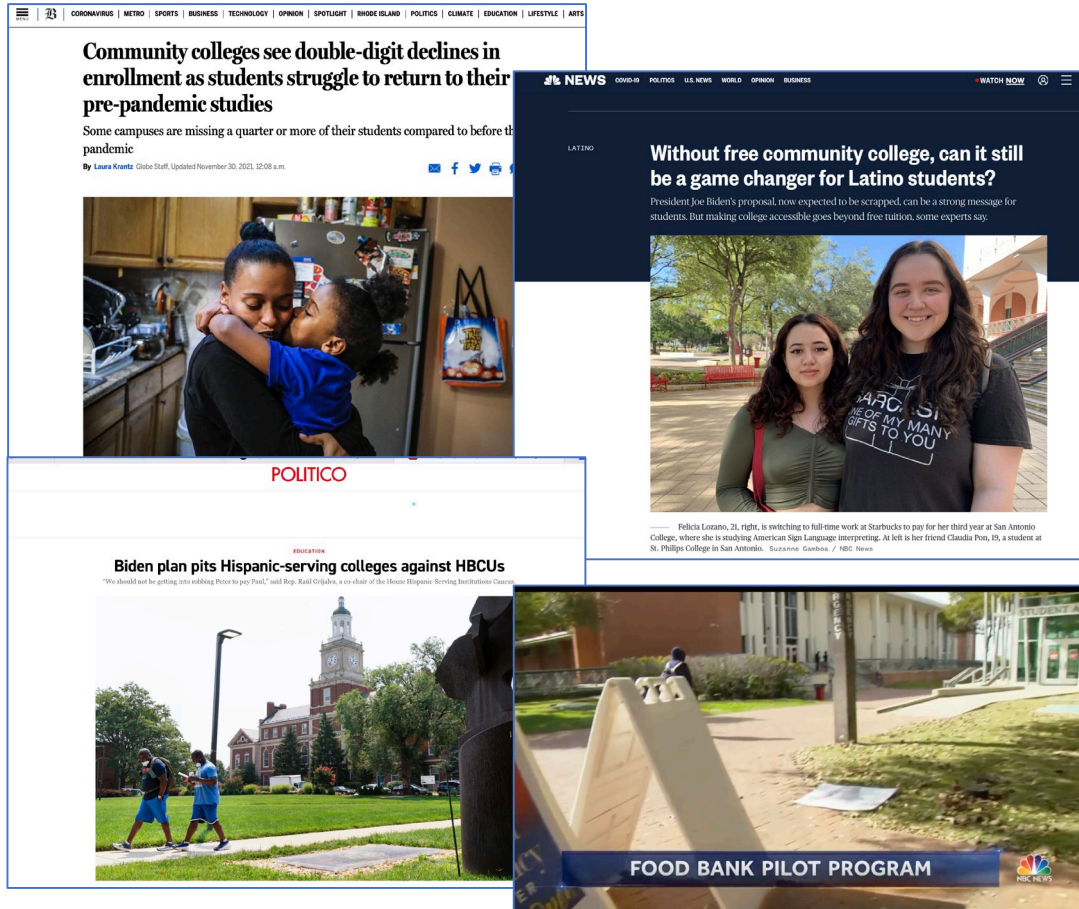 MENU
B
CORONAVIRUS | METRO | SPORTS | BUSINESS | TECHNOLOGY | OPINION | SPOTLIGHT | RHODE ISLAND | POLITICS | CLIMATE | EDUCATION | LIFESTYLE | ARTS
Community colleges see double-digit declines in
enrollment as students struggle to return to their
pre-pandemic studies
Some campuses are missing a quarter or more of their students compared to before th
pandemic
By Laura Krantz Globe Staff, Updated November 30, 2021, 12:08 a.m.
NEWS COVID-19 POLITICS U.S. NEWS WORLD OPINION BUSINESS WATCH NOW
LATINO
Without free community college, can it still
be a game changer for Latino students?
President Joe Biden's proposal, now expected to be scrapped, can be a strong message for
students. But making college accessible goes beyond free tuition, some experts say.
SARCASM
ONE OF MY MANY
GIFTS TO YOU
Felicia Lozano, 21, right, is switching to full-time work at Starbucks to pay for her third year at San Antonio
College, where she is studying American Sign Language interpreting. At left is her friend Claudia Pon, 19, a student at
St. Philips College in San Antonio. Suzanne Gamboa / NBC News
POLITICO
EDUCATION
Biden plan pits Hispanic-serving colleges against HBCUs
"We should not be getting into robbing Peter to pay Paul," said Rep. Raúl Grijalva, a co-chair of the House Hispanic-Serving Institutions Caucus.
STUDENT A
FOOD BANK PILOT PROGRAM
NBC NEWS